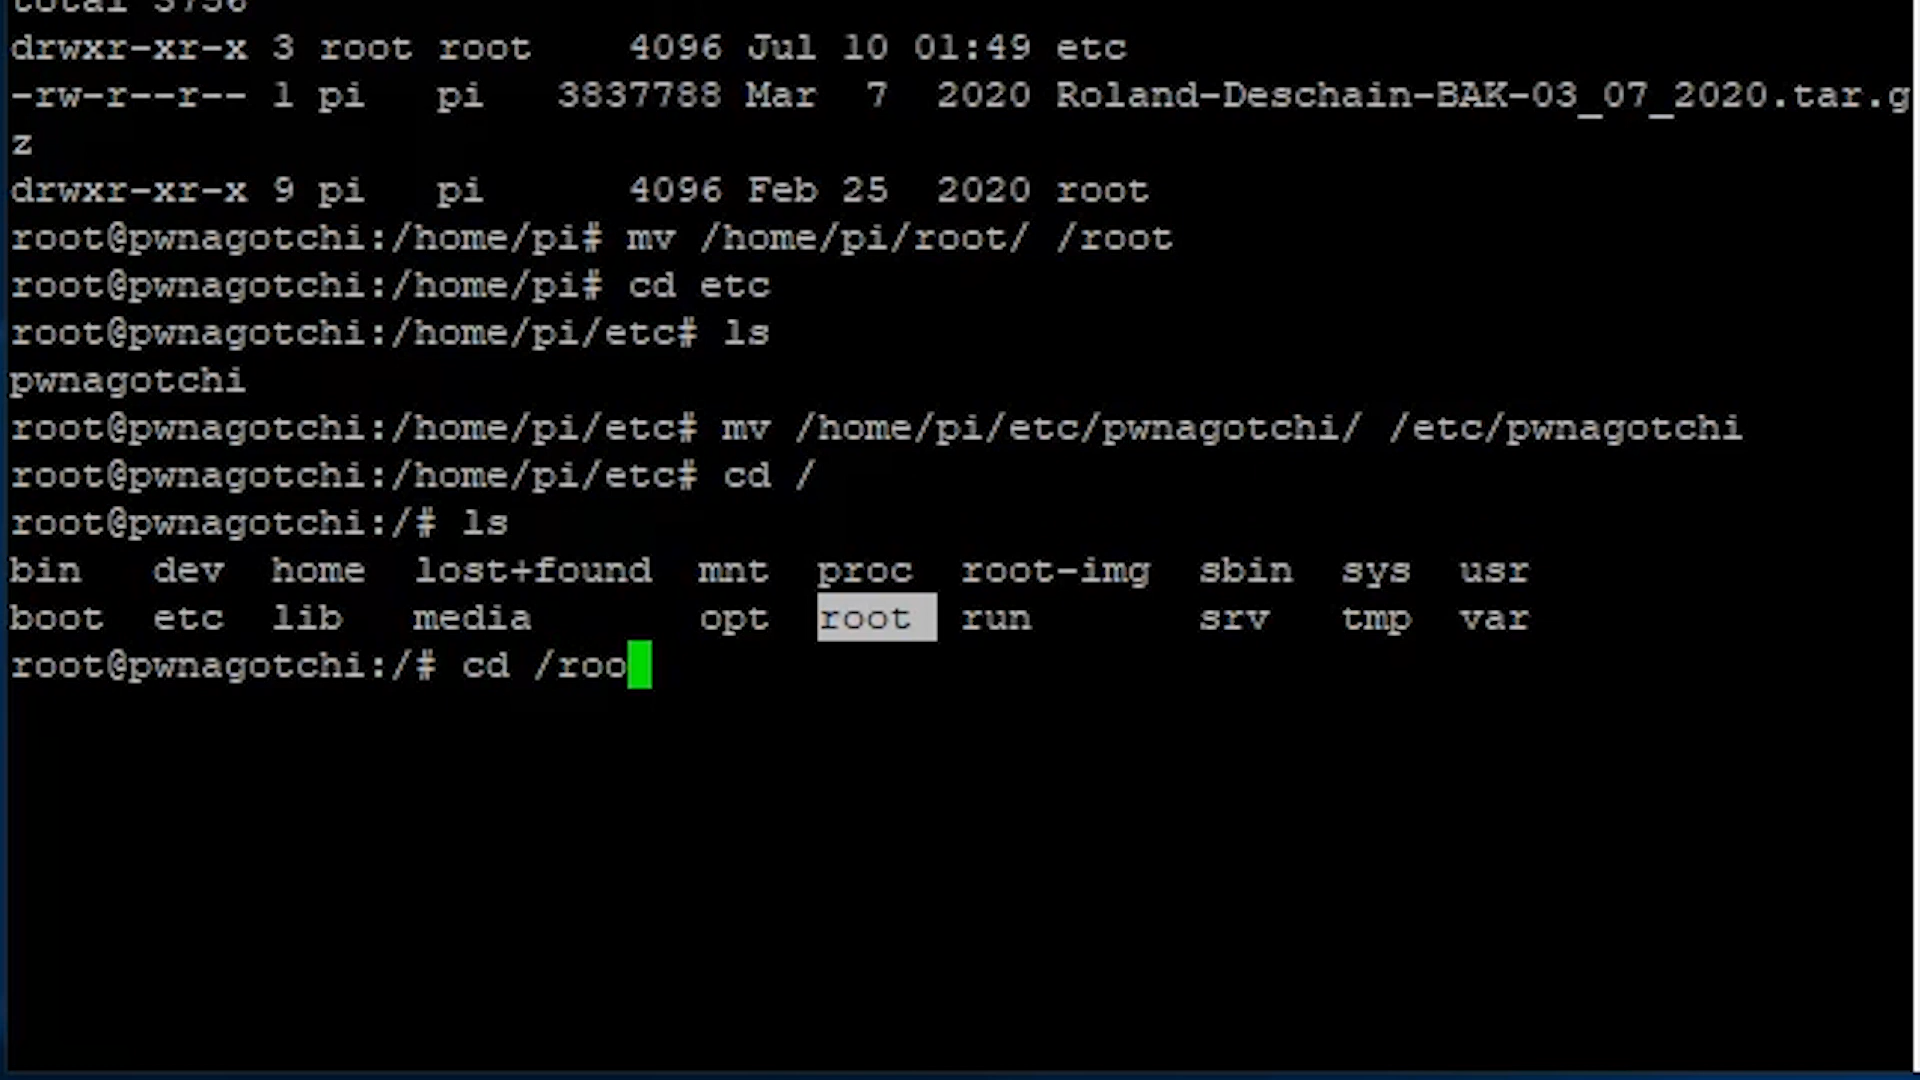 total 3756
drwxr-xr-x 3 root root    4096 Jul 10 01:49 etc
-rw-r--r-- 1 pi   pi   3837788 Mar  7  2020 Roland-Deschain-BAK-03_07_2020.tar.g
z
drwxr-xr-x 9 pi   pi      4096 Feb 25  2020 root
root@pwnagotchi:/home/pi# mv /home/pi/root/ /root
root@pwnagotchi:/home/pi# cd etc
root@pwnagotchi:/home/pi/etc# ls
pwnagotchi
root@pwnagotchi:/home/pi/etc# mv /home/pi/etc/pwnagotchi/ /etc/pwnagotchi
root@pwnagotchi:/home/pi/etc# cd /
root@pwnagotchi:/# ls
bin   dev  home  lost+found  mnt  proc  root-img  sbin  sys  usr
boot  etc  lib   media       opt  root  run       srv   tmp  var
root@pwnagotchi:/# cd /roo